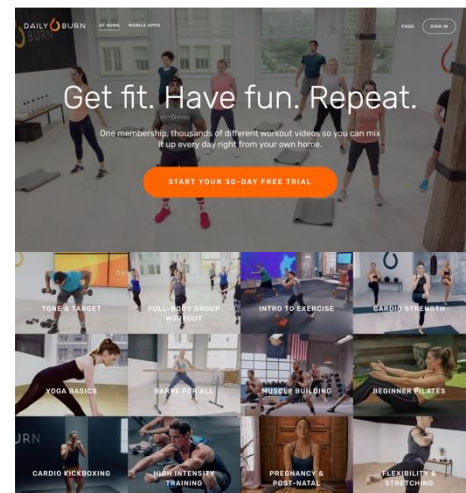 DAILY BURN
AT HOME
MOBILE APPS
FAQS
SIGN IN
BURN
Get fit. Have fun. Repeat.
One membership, thousands of different workout videos so you can mix
it up every day right from your own home.
START YOUR 30-DAY FREE TRIAL
TONE & TARGET
FULL-BODY GROUP
WORKOUT
INTRO TO EXERCISE
CARDIO STRENGTH
YOGA BASICS
BARRE FOR ALL
MUSCLE BUILDING
BEGINNER PILATES
URN
CARDIO KICKBOXING
HIGH INTENSITY
TRAINING
PREGNANCY &
POST-NATAL
FLEXIBILITY &
STRETCHING